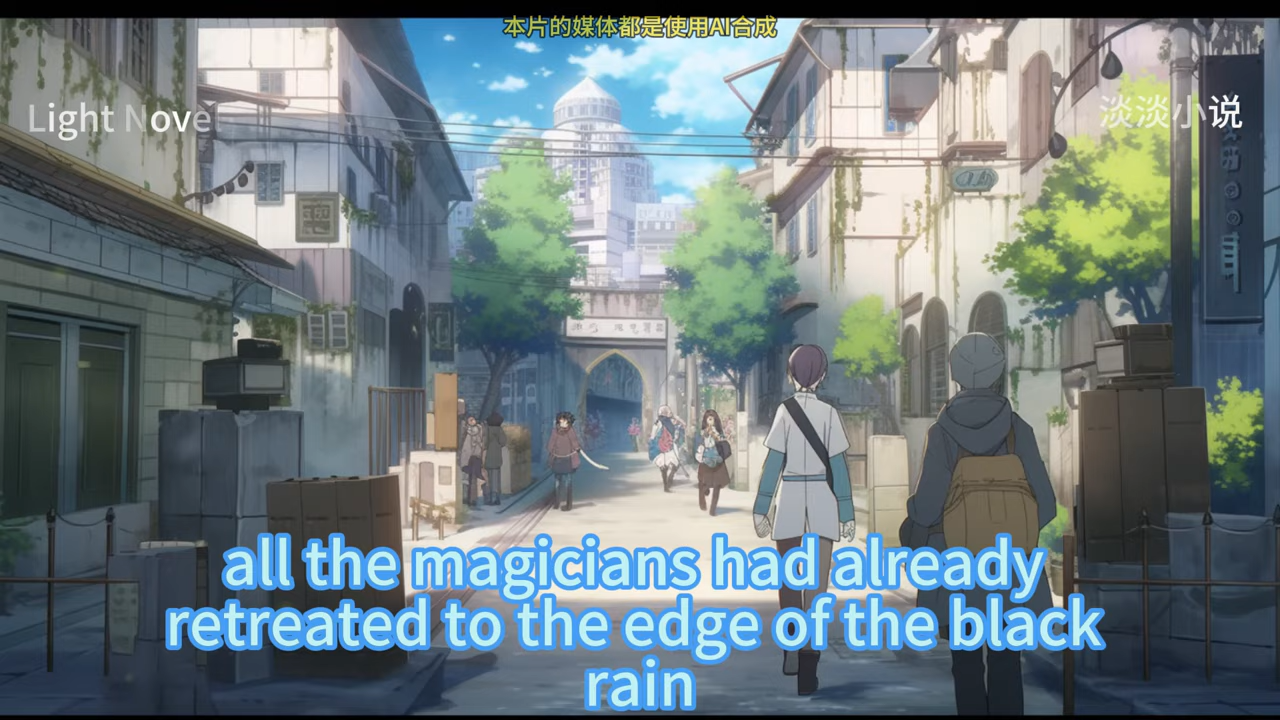 本片的媒体都是使用AI合成
Light Nove
淡淡小说
all the magicians had already
retreated to the edge of the black
rain